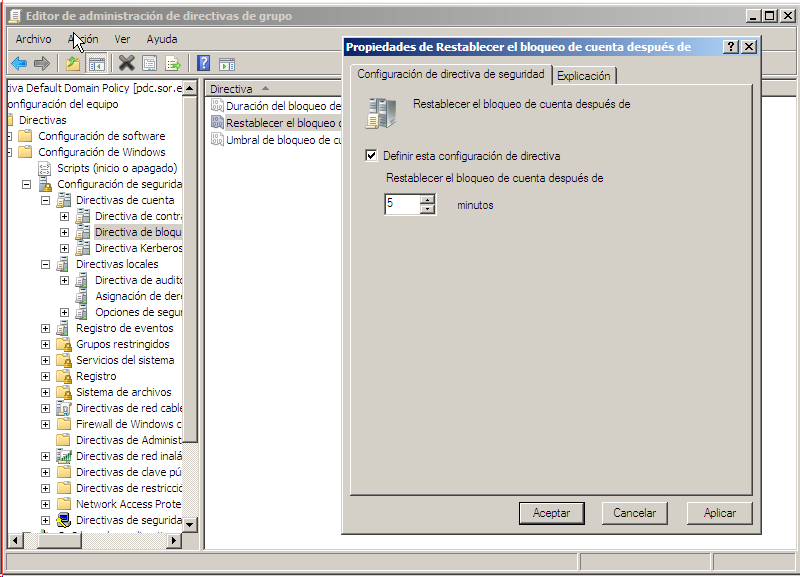 Editor de administración de directivas de grupo
Archivo Acción Ver Ayuda
tiva Default Domain Policy [pdc.sor.e
onfiguración del equipo
Directivas
Configuración de software
Configuración de Windows
Scripts (inicio o apagado)
Configuración de segurida
Directivas de cuenta
Directiva de contra
Directiva de bloqu
Directiva Kerberos
Directivas locales
Directiva de audito
Asignación de dere
Opciones de segur
Registro de eventos
Grupos restringidos
Servicios del sistema
Registro
Sistema de archivos
Directivas de red cable
Firewall de Windows c
Directivas de Administ
Directivas de red inalá
Directivas de clave pú
Directivas de restricció
Network Access Prote
Directivas de segurida
Directiva
Duración del bloqueo de
Restablecer el bloqueo
Umbral de bloqueo de cu
Propiedades de Restablecer el bloqueo de cuenta después de
Configuración de directiva de seguridad Explicación
Restablecer el bloqueo de cuenta después de
Definir esta configuración de directiva
Restablecer el bloqueo de cuenta después de
5 minutos
Aceptar Cancelar Aplicar